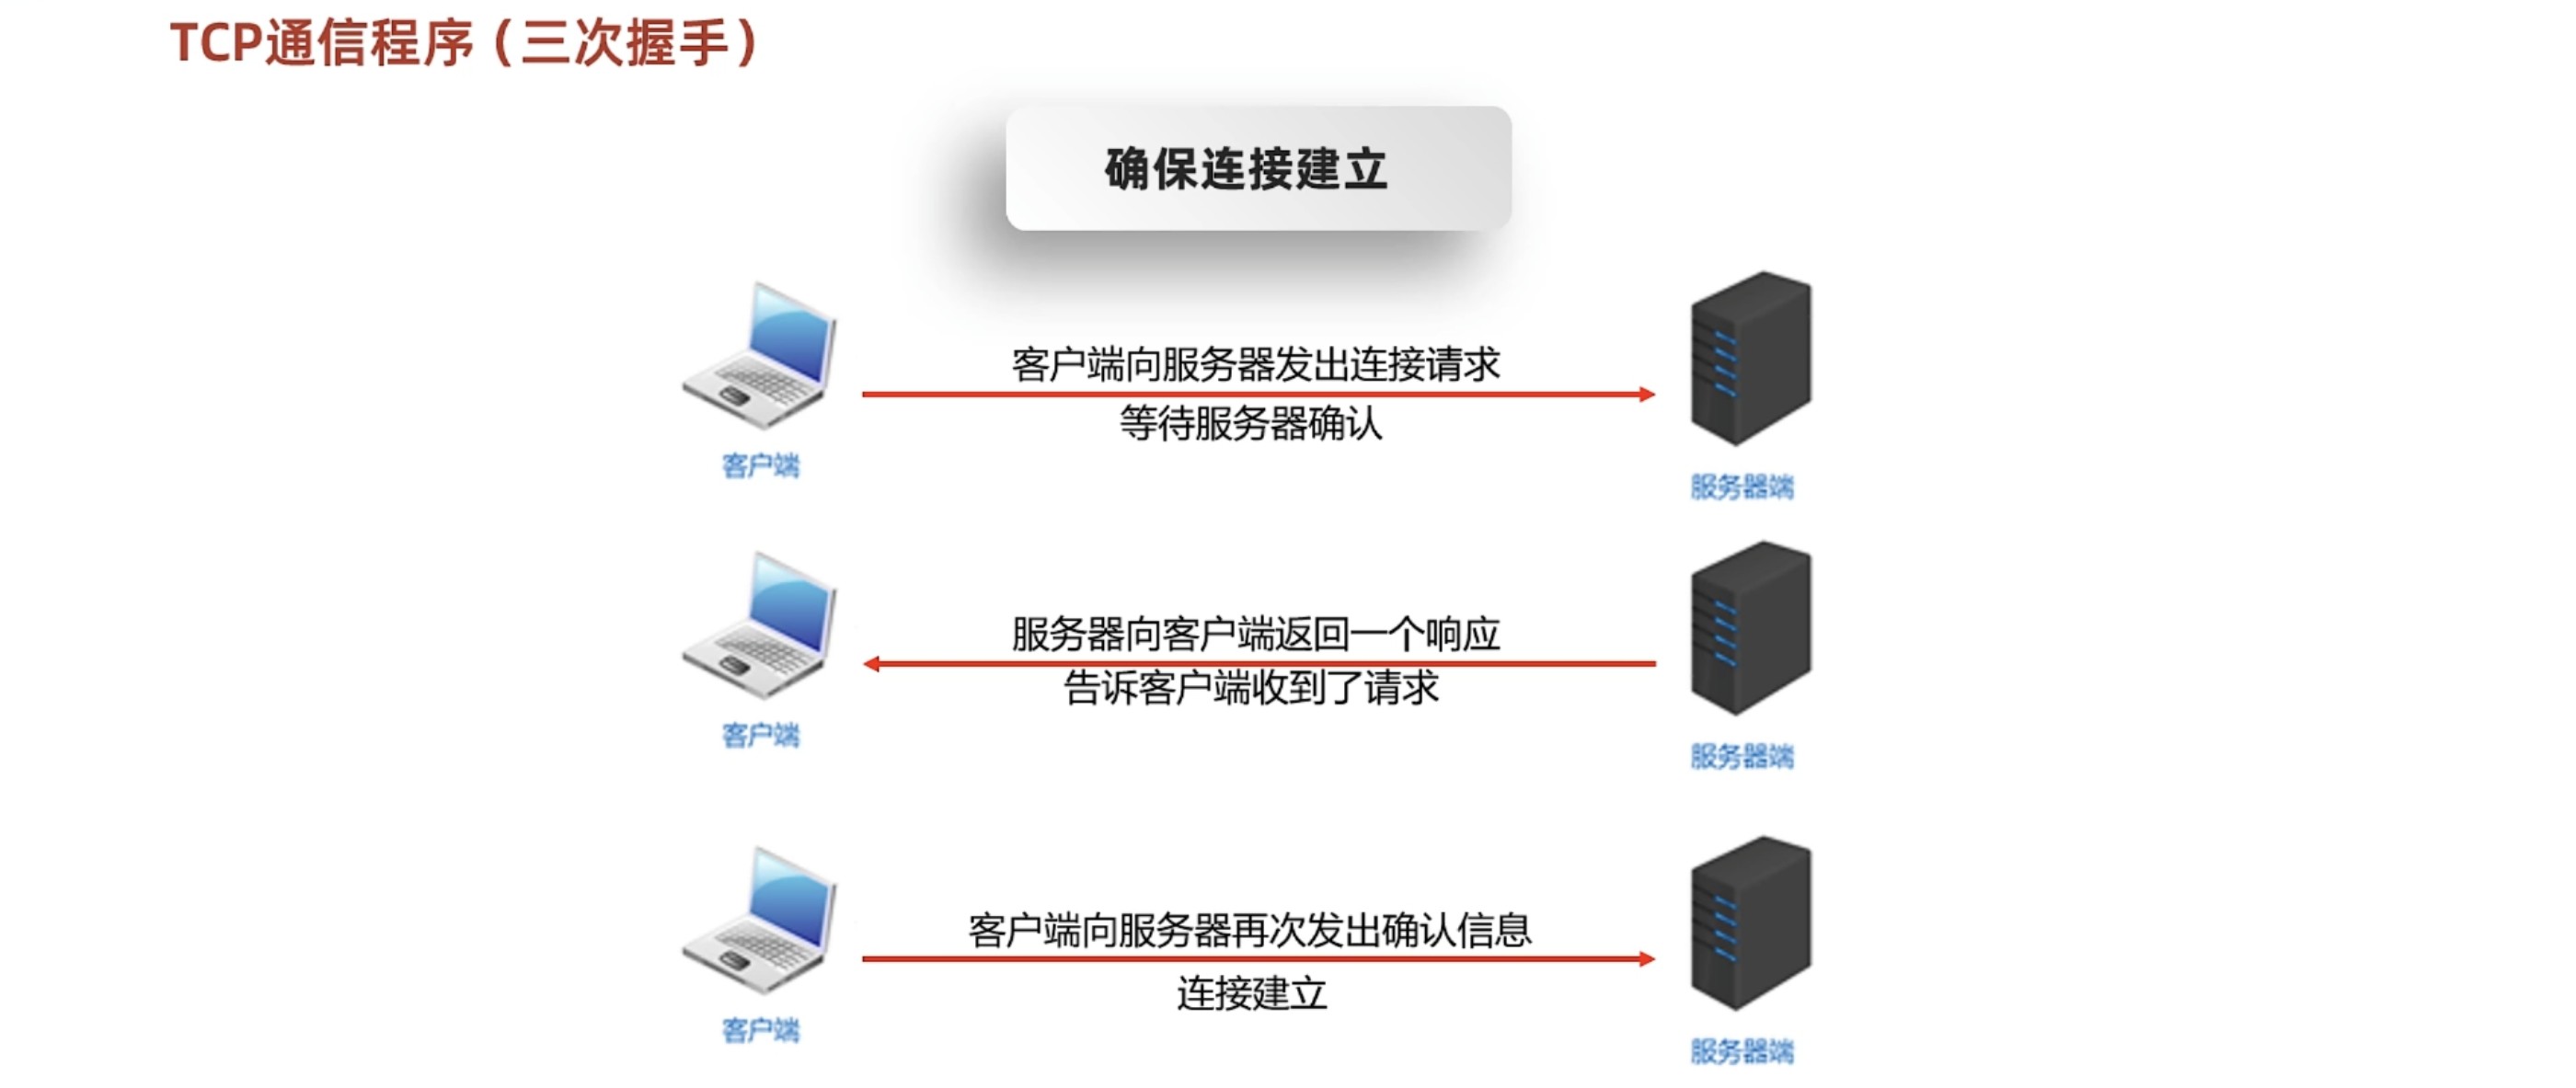 TCP通信程序（三次握手）
确保连接建立
客户端向服务器发出连接请求
等待服务器确认
客户端
服务器端
服务器向客户端返回一个响应
告诉客户端收到了请求
客户端
服务器端
客户端向服务器再次发出确认信息
连接建立
客户端
服务器端